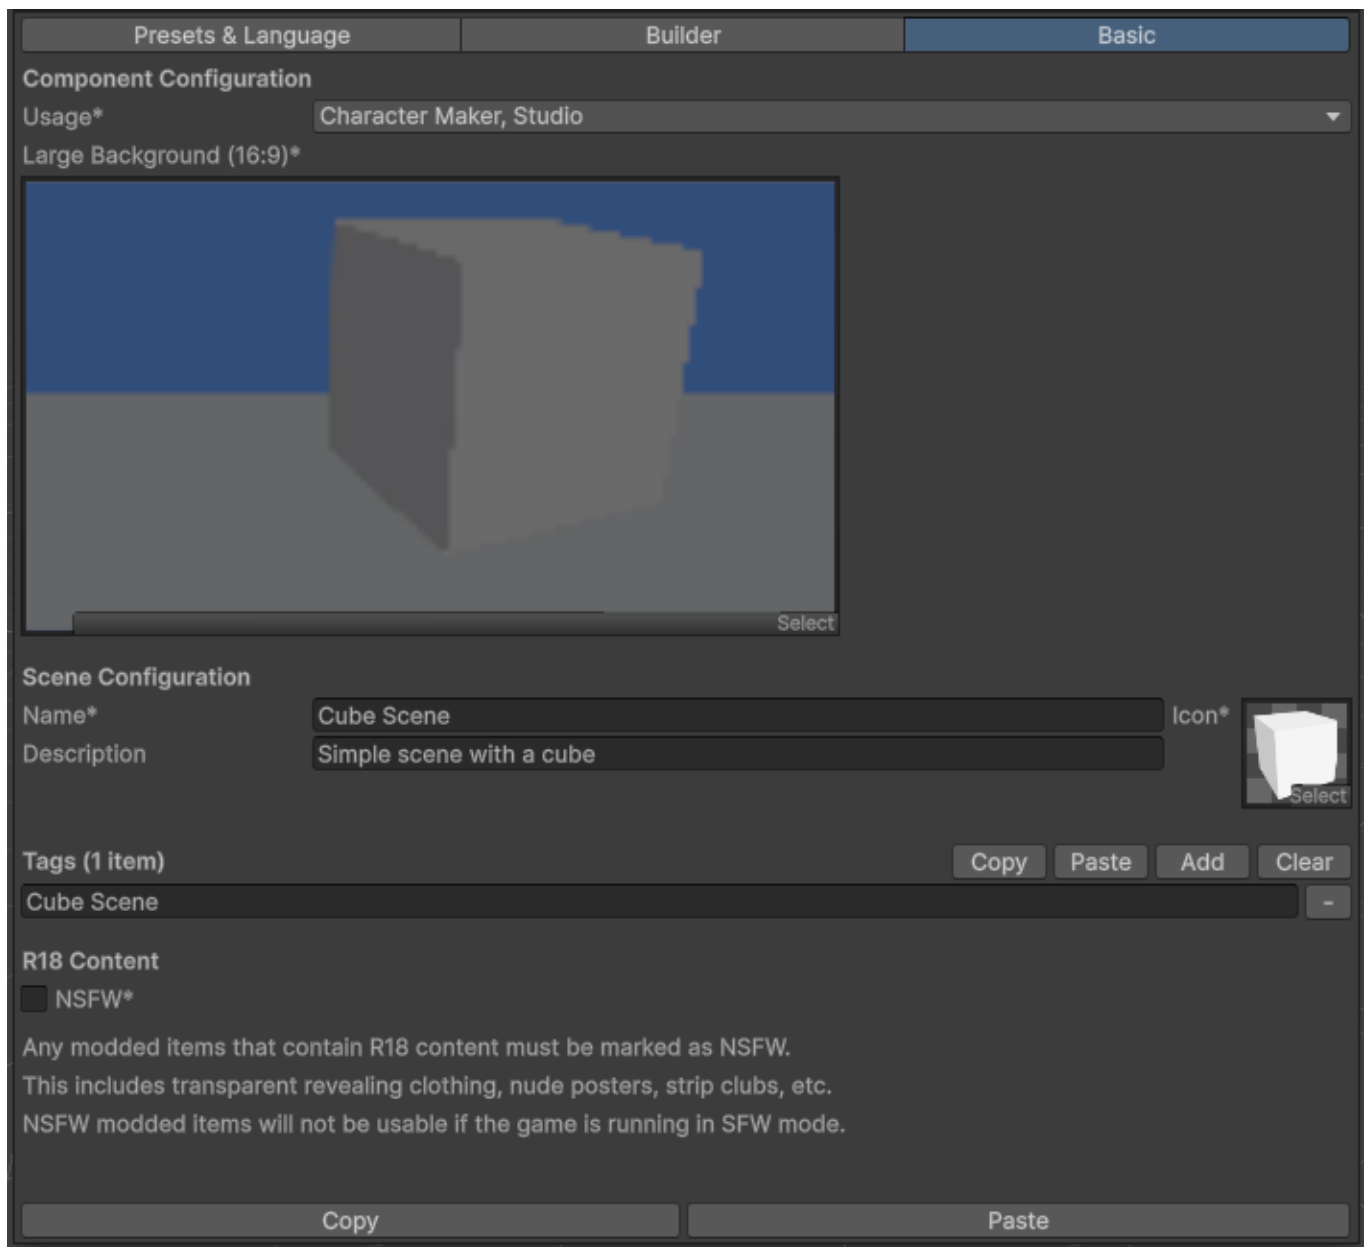 Presets & Language Builder Basic
Component Configuration
Usage* Character Maker, Studio
Large Background (16:9)*
Select
Scene Configuration
Name* Cube Scene Icon*
Description Simple scene with a cube
Select
Tags (1 item) Copy Paste Add Clear
Cube Scene -
R18 Content
NSFW*
Any modded items that contain R18 content must be marked as NSFW.
This includes transparent revealing clothing, nude posters, strip clubs, etc.
NSFW modded items will not be usable if the game is running in SFW mode.
Copy Paste